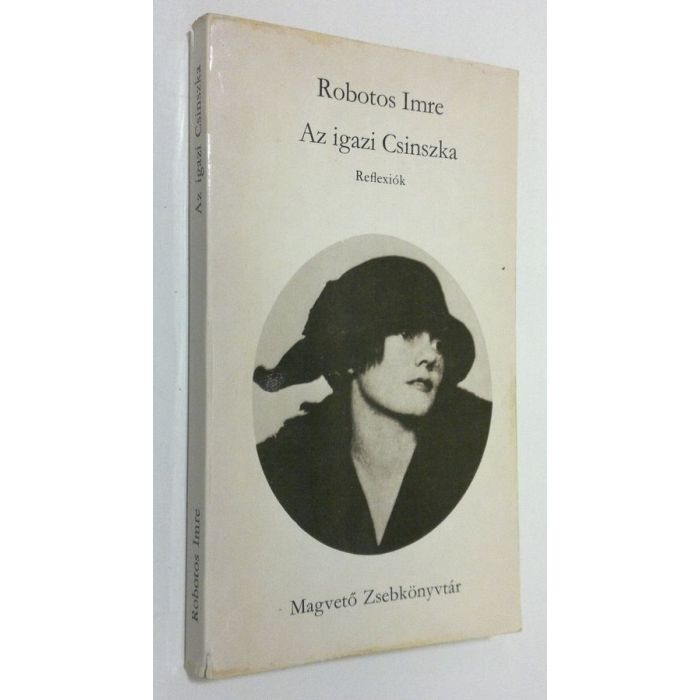 Robotos Imre
Az igazi Csinszka
Reflexiók
Magvető Zsebkönyvtár
Az igazi Csinszka
Robotos Imre